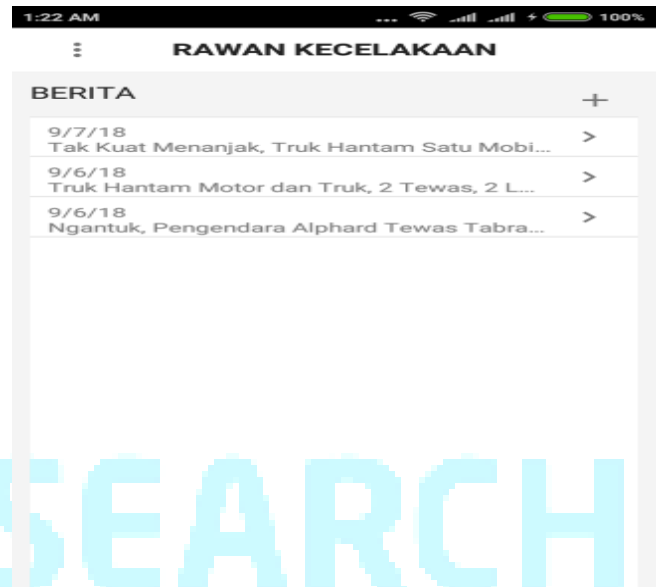 1:22 AM ... 100%
RAWAN KECELAKAAN
BERITA +
9/7/18
Tak Kuat Menanjak, Truk Hantam Satu Mobi... >
9/6/18
Truk Hantam Motor dan Truk, 2 Tewas, 2 L... >
9/6/18
Ngantuk, Pengendara Alphard Tewas Tabra... >
SEARCH